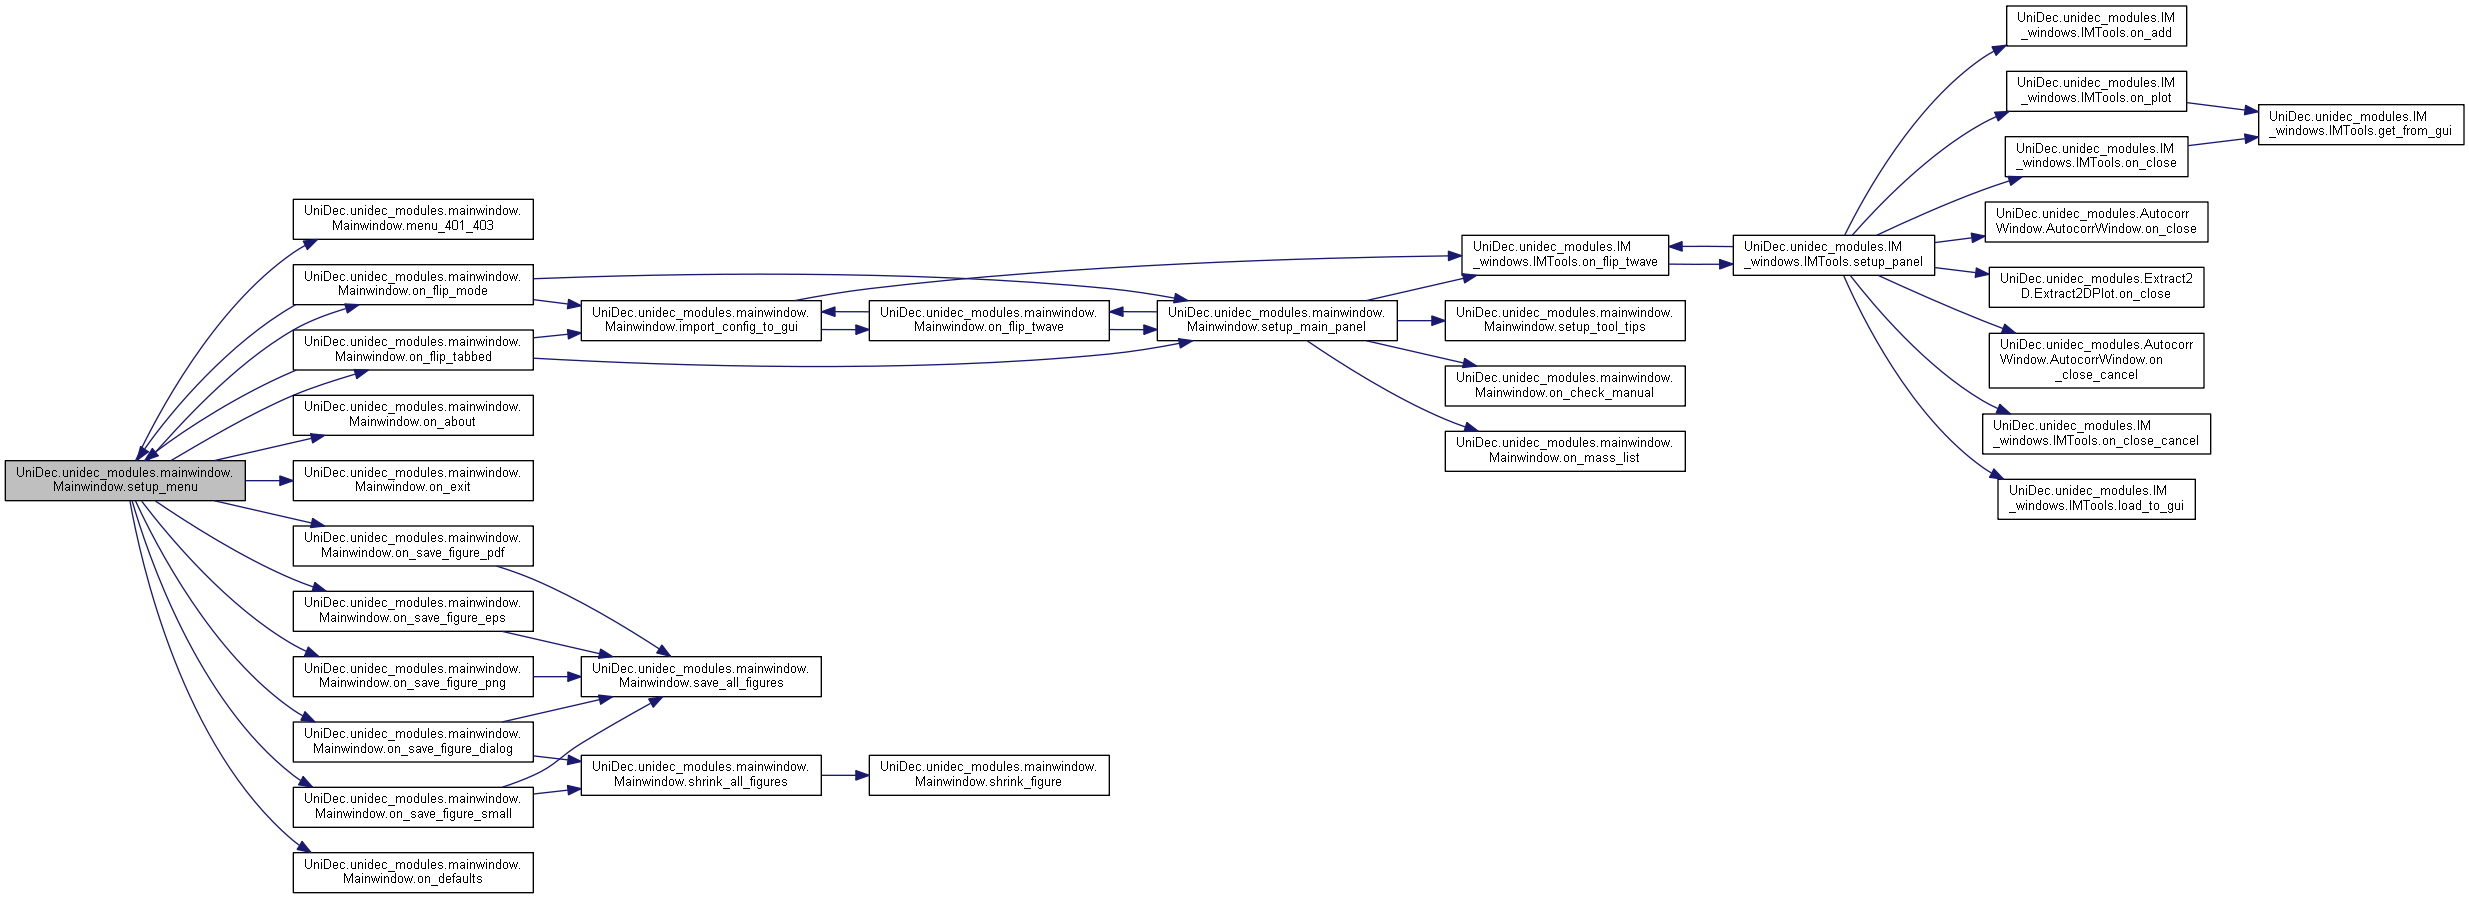 UniDec.unidec_modules.mainwindow.
Mainwindow.setup_menu
UniDec.unidec_modules.mainwindow.
Mainwindow.menu_401_403
UniDec.unidec_modules.mainwindow.
Mainwindow.on_flip_mode
UniDec.unidec_modules.mainwindow.
Mainwindow.on_flip_tabbed
UniDec.unidec_modules.mainwindow.
Mainwindow.on_about
UniDec.unidec_modules.mainwindow.
Mainwindow.on_exit
UniDec.unidec_modules.mainwindow.
Mainwindow.on_save_figure_pdf
UniDec.unidec_modules.mainwindow.
Mainwindow.on_save_figure_eps
UniDec.unidec_modules.mainwindow.
Mainwindow.on_save_figure_png
UniDec.unidec_modules.mainwindow.
Mainwindow.on_save_figure_dialog
UniDec.unidec_modules.mainwindow.
Mainwindow.on_save_figure_small
UniDec.unidec_modules.mainwindow.
Mainwindow.on_defaults
UniDec.unidec_modules.mainwindow.
Mainwindow.import_config_to_gui
UniDec.unidec_modules.mainwindow.
Mainwindow.save_all_figures
UniDec.unidec_modules.mainwindow.
Mainwindow.shrink_all_figures
UniDec.unidec_modules.mainwindow.
Mainwindow.on_flip_twave
UniDec.unidec_modules.mainwindow.
Mainwindow.shrink_figure
UniDec.unidec_modules.mainwindow.
Mainwindow.setup_main_panel
UniDec.unidec_modules.IM
_windows.IMTools.on_flip_twave
UniDec.unidec_modules.mainwindow.
Mainwindow.setup_tool_tips
UniDec.unidec_modules.mainwindow.
Mainwindow.on_check_manual
UniDec.unidec_modules.mainwindow.
Mainwindow.on_mass_list
UniDec.unidec_modules.IM
_windows.IMTools.setup_panel
UniDec.unidec_modules.IM
_windows.IMTools.on_add
UniDec.unidec_modules.IM
_windows.IMTools.on_plot
UniDec.unidec_modules.IM
_windows.IMTools.on_close
UniDec.unidec_modules.Autocorr
Window.AutocorrWindow.on_close
UniDec.unidec_modules.Extract2
D.Extract2DPlot.on_close
UniDec.unidec_modules.Autocorr
Window.AutocorrWindow.on
_close_cancel
UniDec.unidec_modules.IM
_windows.IMTools.on_close_cancel
UniDec.unidec_modules.IM
_windows.IMTools.load_to_gui
UniDec.unidec_modules.IM
_windows.IMTools.get_from_gui